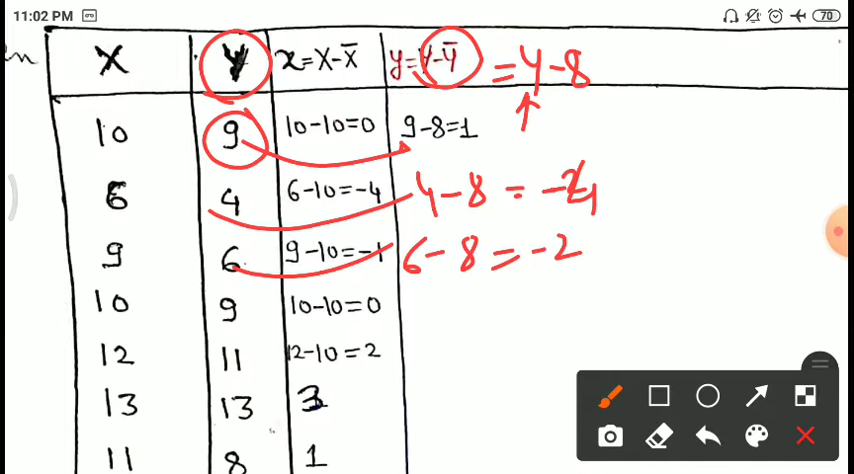 11:02 PM 70
X Y x=X-X̅ y=Y-Y̅ =Y-8
10 9 10-10=0 9-8=1
6 4 6-10=-4 4-8=-4
9 6 9-10=-1 6-8=-2
10 9 10-10=0
12 11 12-10=2
13 13 3
11 8 1